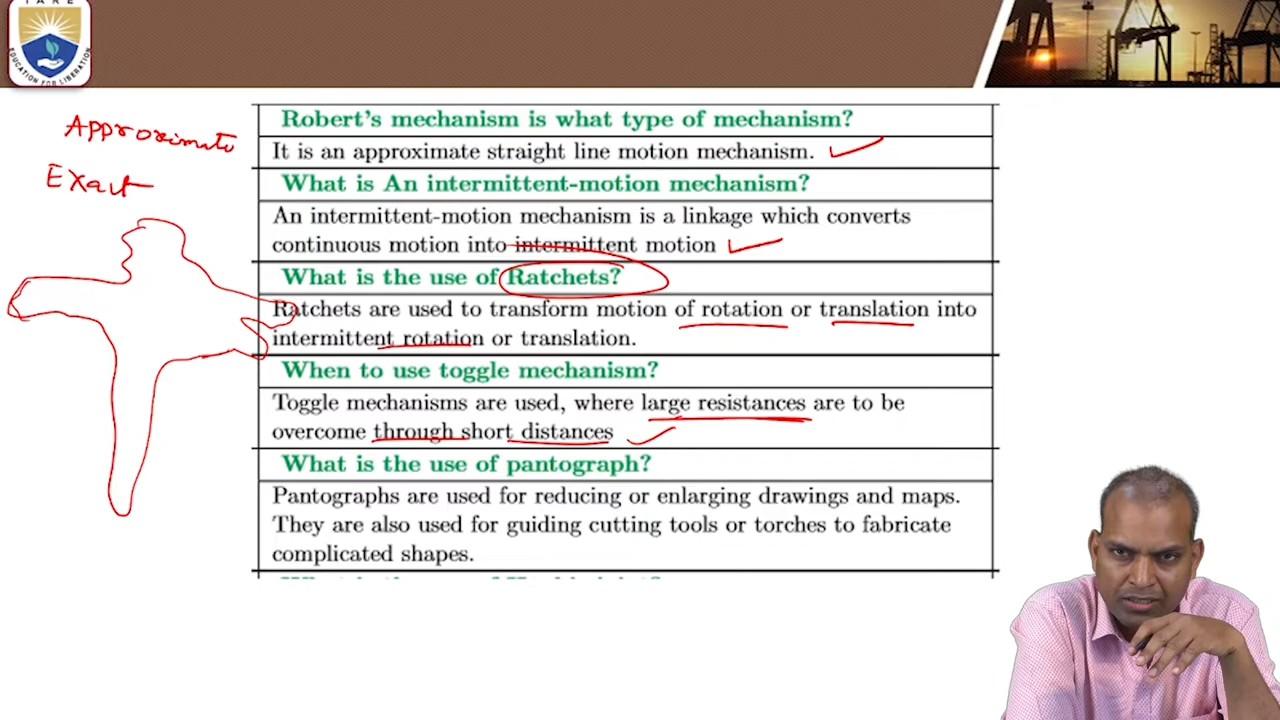 TARE
EDUCATION FOR LIBERATION
Approximate
Exact
Robert's mechanism is what type of mechanism?
It is an approximate straight line motion mechanism.
What is An intermittent-motion mechanism?
An intermittent-motion mechanism is a linkage which converts
continuous motion into intermittent motion
What is the use of Ratchets?
Ratchets are used to transform motion of rotation or translation into
intermittent rotation or translation.
When to use toggle mechanism?
Toggle mechanisms are used, where large resistances are to be
overcome through short distances
What is the use of pantograph?
Pantographs are used for reducing or enlarging drawings and maps.
They are also used for guiding cutting tools or torches to fabricate
complicated shapes.